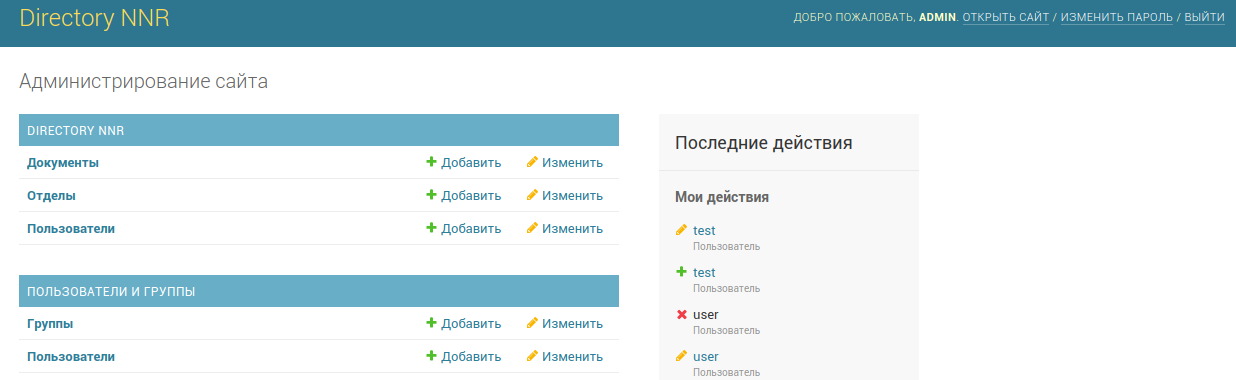 Directory NNR
ДОБРО ПОЖАЛОВАТЬ, ADMIN. ОТКРЫТЬ САЙТ / ИЗМЕНИТЬ ПАРОЛЬ / ВЫЙТИ
Администрирование сайта
DIRECTORY NNR
Документы Добавить Изменить
Отделы Добавить Изменить
Пользователи Добавить Изменить
ПОЛЬЗОВАТЕЛИ И ГРУППЫ
Группы Добавить Изменить
Пользователи Добавить Изменить
Последние действия
Мои действия
test
Пользователь
test
Пользователь
user
Пользователь
user
Пользователь